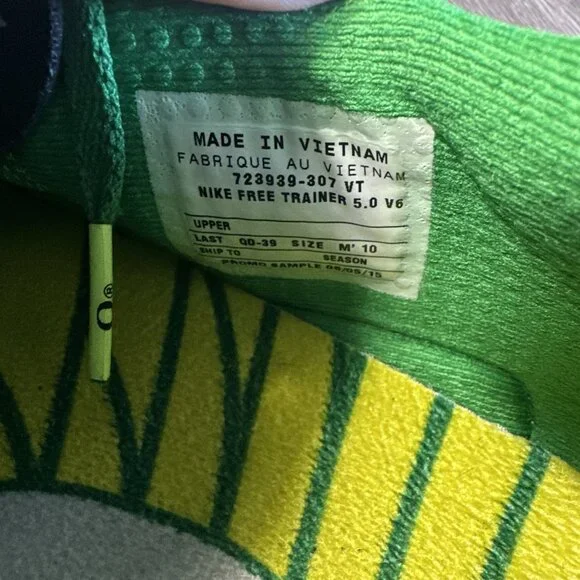 MADE IN VIETNAM
FABRIQUE AU VIETNAM
723939-307 VT
NIKE FREE TRAINER 5.0 V6
UPPER
LAST QD-39 SIZE M' 10
SHIP TO SEASON
PROMO SAMPLE 05/05/15
O®